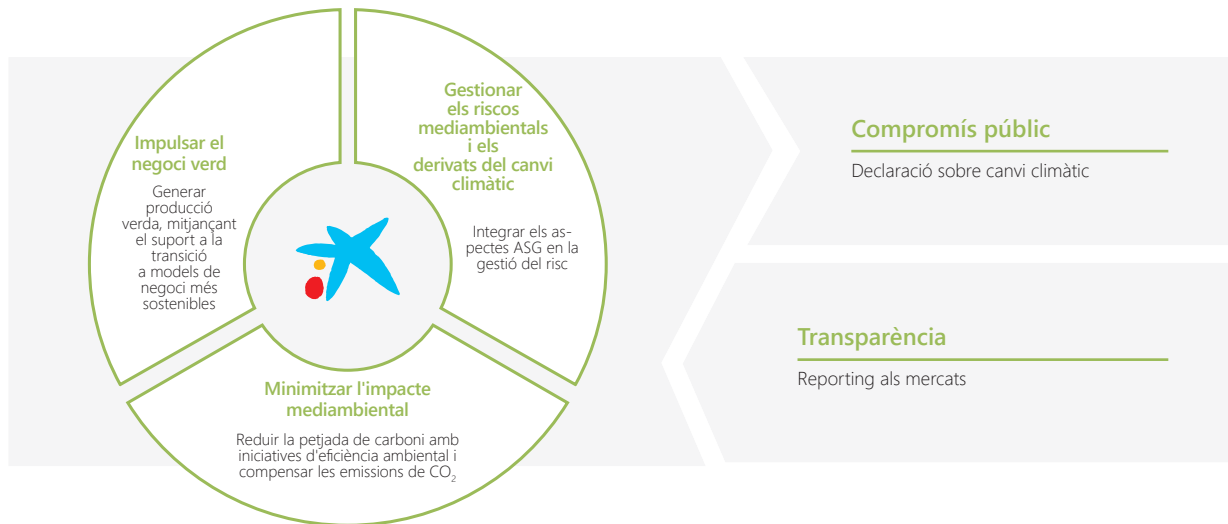 Impulsar el
negoci verd
Generar
producció
verda, mitjançant
el suport a la
transició
a models de
negoci més
sostenibles
Gestionar
els riscos
mediambientals
i els
derivats del canvi
climàtic
Integrar els as-
pectes ASG en la
gestió del risc
Minimitzar l'impacte
mediambiental
Reduir la petjada de carboni amb
iniciatives d'eficiència ambiental i
compensar les emissions de CO₂
Compromís públic
Declaració sobre canvi climàtic
Transparència
Reporting als mercats